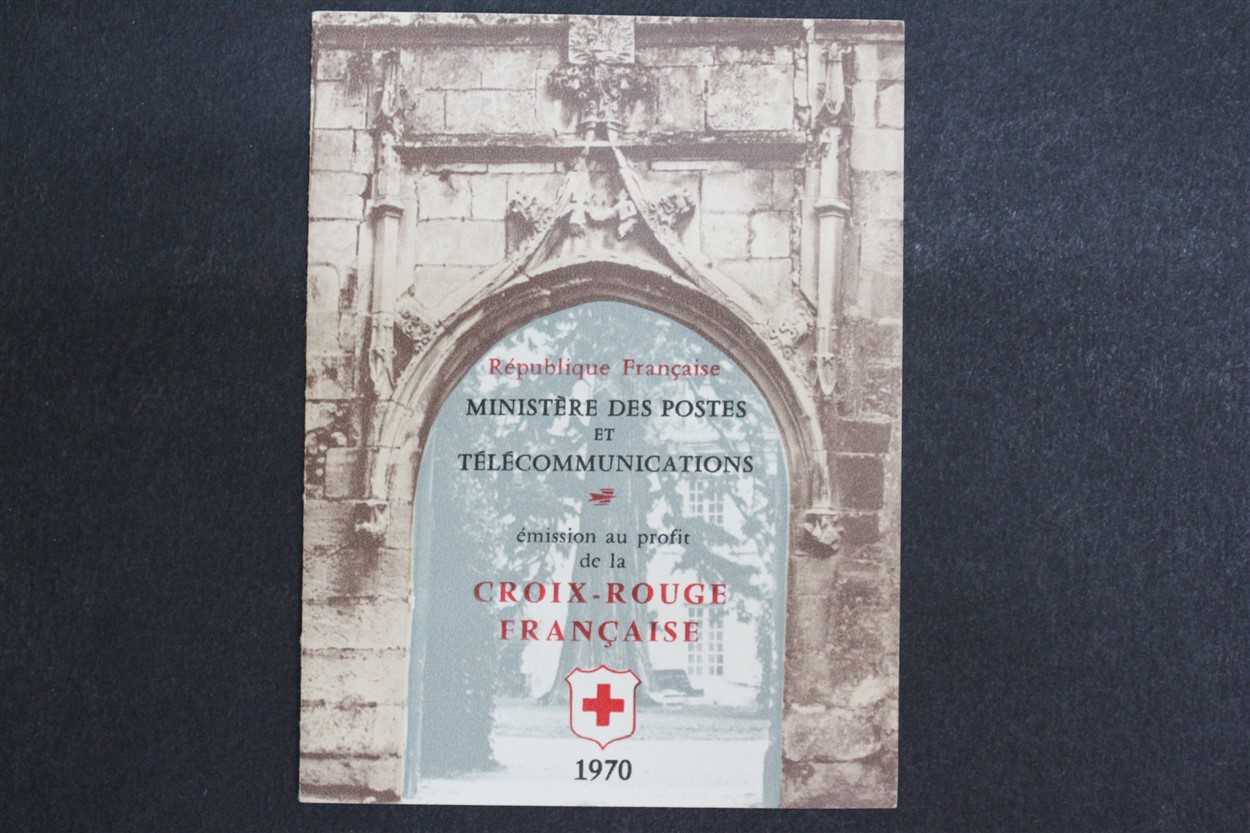 République Française
MINISTÈRE DES POSTES
ET
TÉLÉCOMMUNICATIONS
émission au profit
de la
CROIX-ROUGE
FRANÇAISE
1970